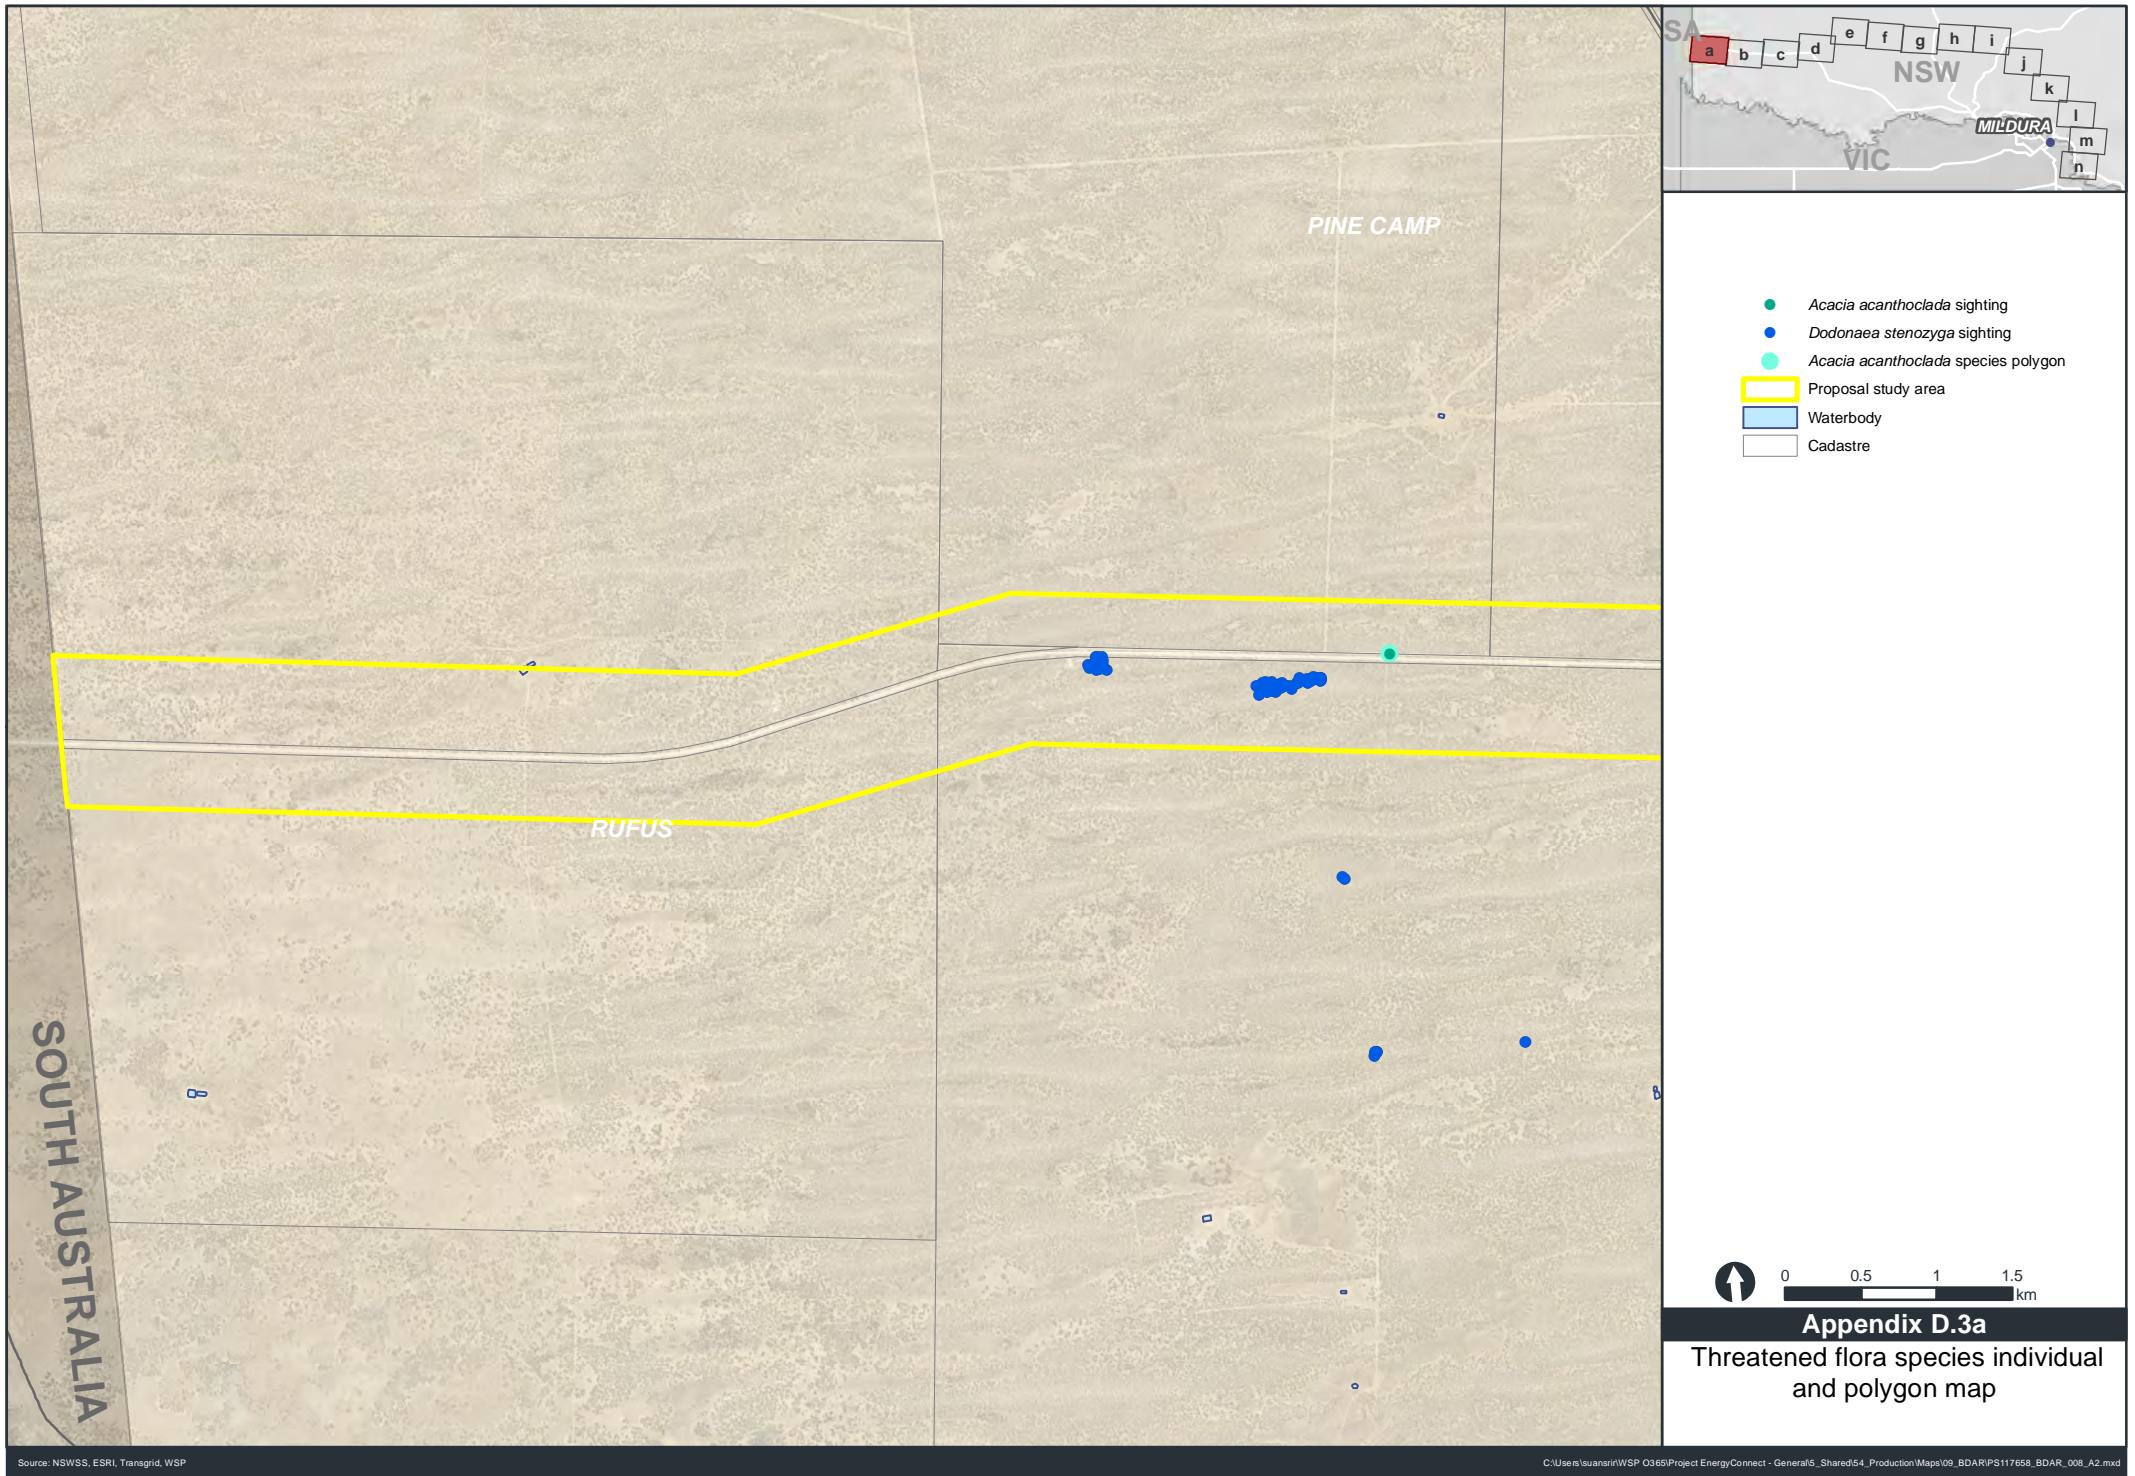 SA
a
b
c
d
e
f
g
h
i
j
k
l
m
n
NSW
MILDURA
VIC
PINE CAMP
RUFUS
SOUTH AUSTRALIA
Acacia acanthoclada sighting
Dodonaea stenozyga sighting
Acacia acanthoclada species polygon
Proposal study area
Waterbody
Cadastre
0 0.5 1 1.5
km
Appendix D.3a
Threatened flora species individual
and polygon map
Source: NSWSS, ESRI, Transgrid, WSP
C:\Users\suansrir\WSP O365\Project EnergyConnect - General\5_Shared\54_Production\Maps\09_BDAR\PS117658_BDAR_008_A2.mxd